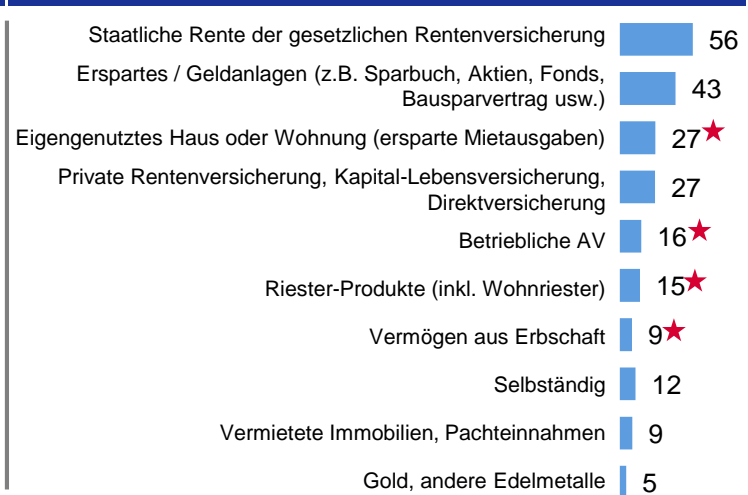 Staatliche Rente der gesetzlichen Rentenversicherung 56
Erspartes / Geldanlagen (z.B. Sparbuch, Aktien, Fonds,
Bausparvertrag usw.) 43
Eigengenutztes Haus oder Wohnung (ersparte Mietausgaben) 27
Private Rentenversicherung, Kapital-Lebensversicherung,
Direktversicherung 27
Betriebliche AV 16
Riester-Produkte (inkl. Wohnriester) 15
Vermögen aus Erbschaft 9
Selbständig 12
Vermietete Immobilien, Pachteinnahmen 9
Gold, andere Edelmetalle 5